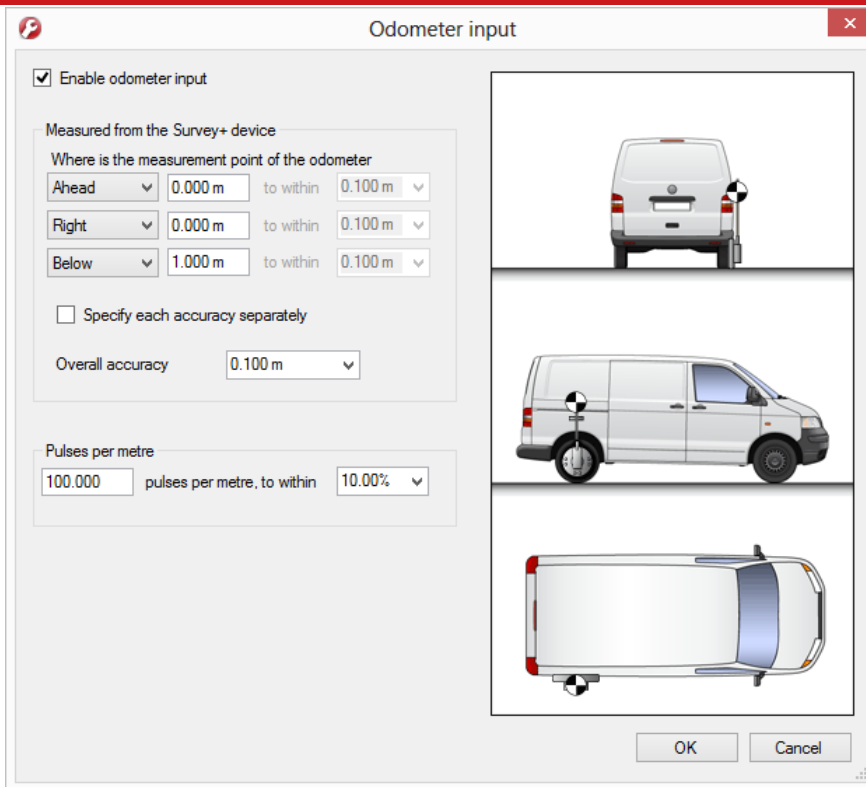 Odometer input
Enable odometer input
Measured from the Survey+ device
Where is the measurement point of the odometer
Ahead 0.000 m to within 0.100 m
Right 0.000 m to within 0.100 m
Below 1.000 m to within 0.100 m
Specify each accuracy separately
Overall accuracy 0.100 m
Pulses per metre
100.000 pulses per metre, to within 10.00%
OK Cancel